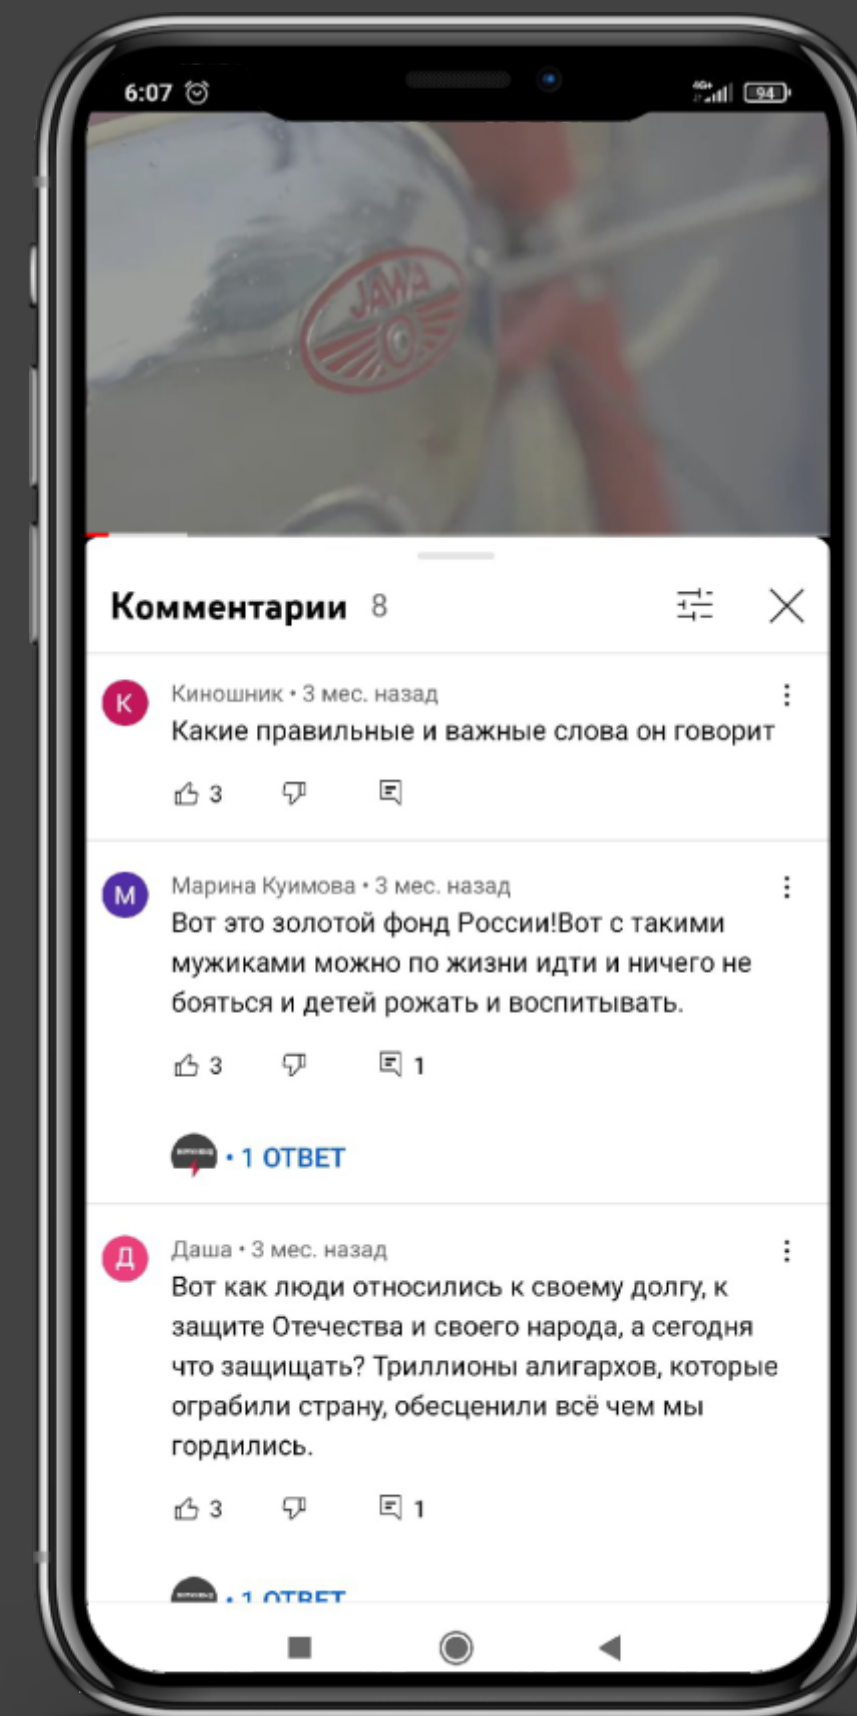 6:07
4G+
94
JAWA
Комментарии 8
К
Киношник • 3 мес. назад
Какие правильные и важные слова он говорит
3
М
Марина Куимова • 3 мес. назад
Вот это золотой фонд России!Вот с такими
мужиками можно по жизни идти и ничего не
бояться и детей рожать и воспитывать.
3 1
• 1 ОТВЕТ
Д
Даша • 3 мес. назад
Вот как люди относились к своему долгу, к
защите Отечества и своего народа, а сегодня
что защищать? Триллионы алигархов, которые
ограбили страну, обесценили всё чем мы
гордились.
3 1
• 1 ОТВЕТ